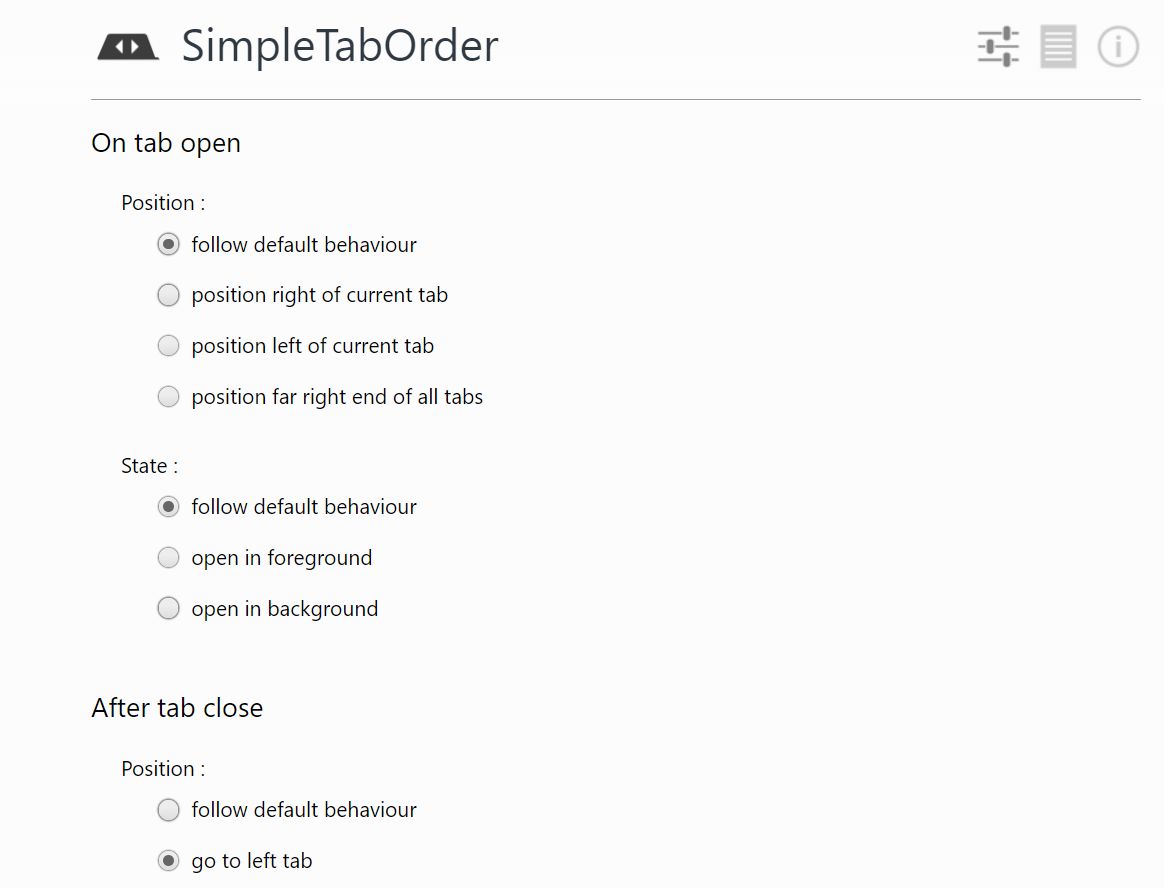 SimpleTabOrder
On tab open
Position :
follow default behaviour
position right of current tab
position left of current tab
position far right end of all tabs
State :
follow default behaviour
open in foreground
open in background
After tab close
Position :
follow default behaviour
go to left tab